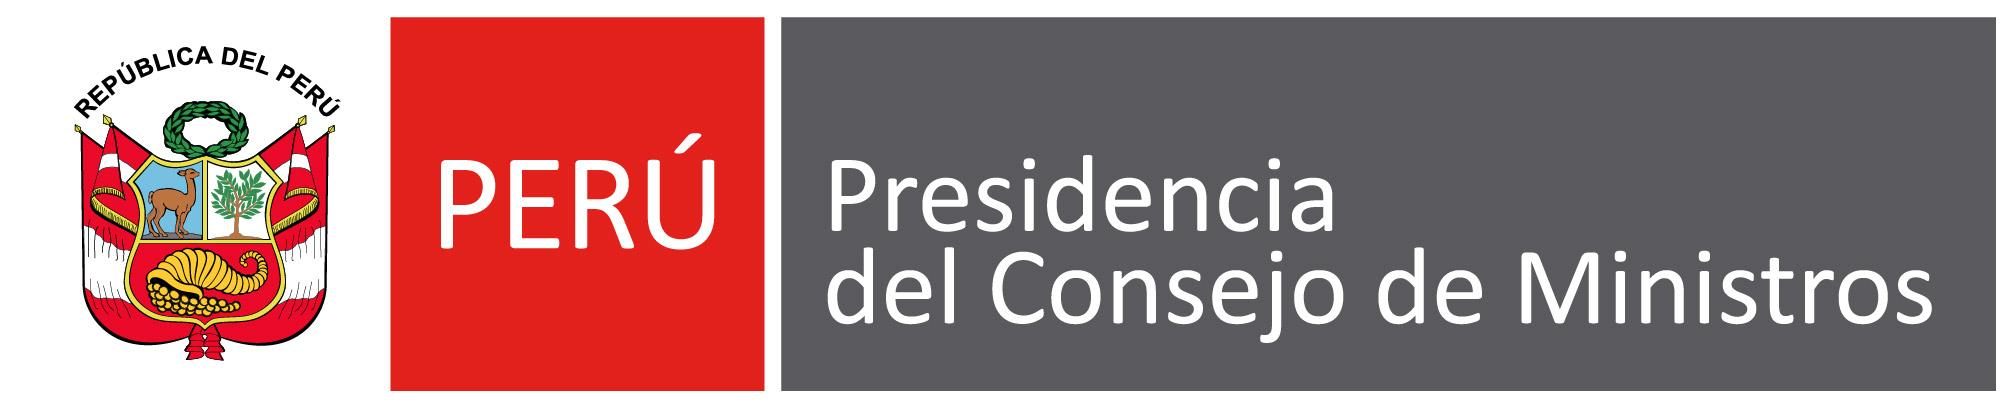 REPÚBLICA DEL PERÚ
PERÚ
Presidencia
del Consejo de Ministros